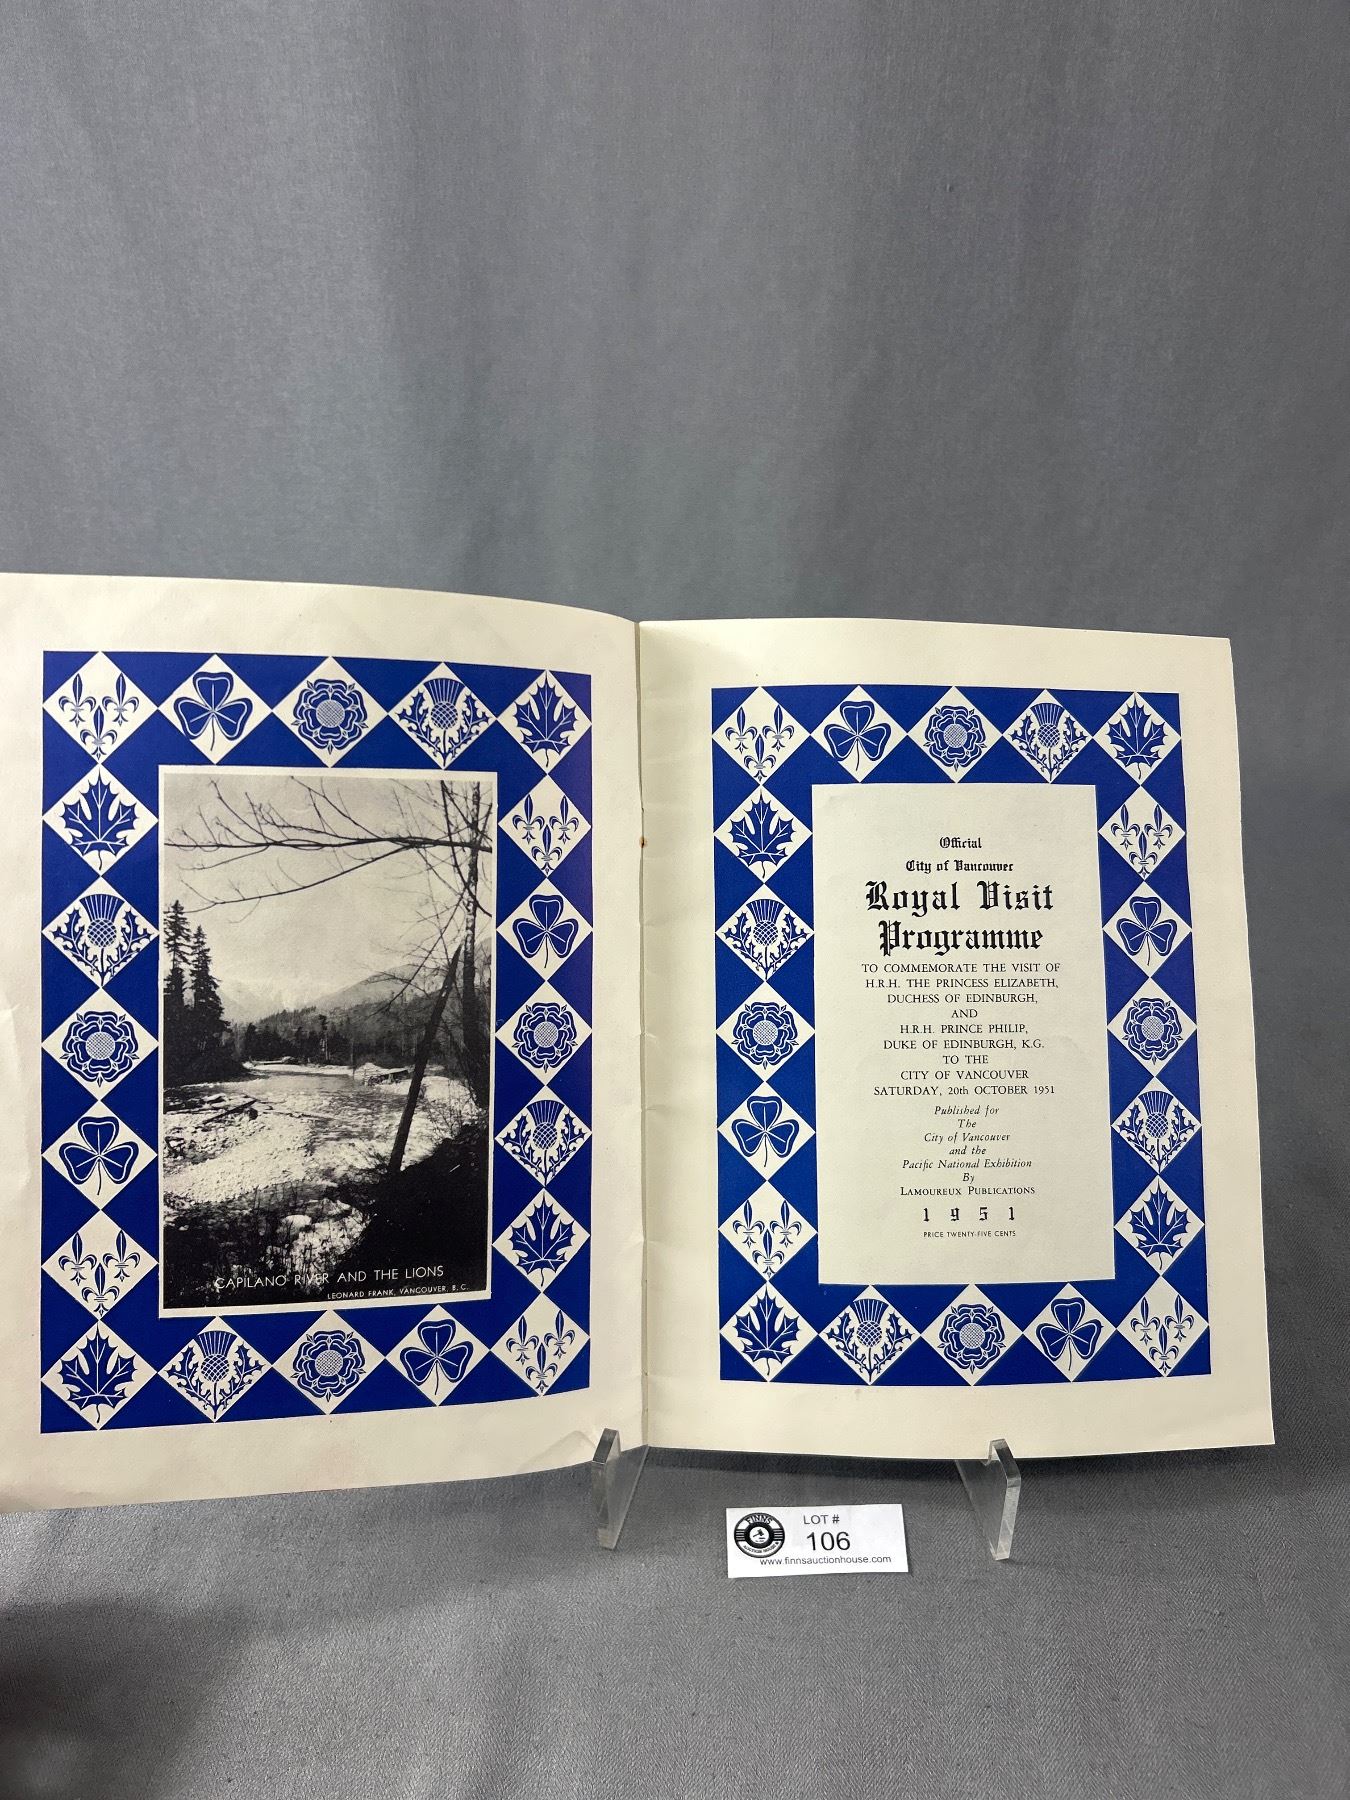 CAPILANO RIVER AND THE LIONS
LEONARD FRANK, VANCOUVER, B.C.
Official
City of Vancouver
Royal Visit
Programme
TO COMMEMORATE THE VISIT OF
H.R.H. THE PRINCESS ELIZABETH,
DUCHESS OF EDINBURGH,
AND
H.R.H. PRINCE PHILIP,
DUKE OF EDINBURGH, K.G.
TO THE
CITY OF VANCOUVER
SATURDAY, 20th OCTOBER 1951
Published for
The
City of Vancouver
and the
Pacific National Exhibition
By
LAMOUREUX PUBLICATIONS
1951
PRICE TWENTY-FIVE CENTS
FINNS
AUCTION HOUSE
LOT #
106
www.finnsauctionhouse.com